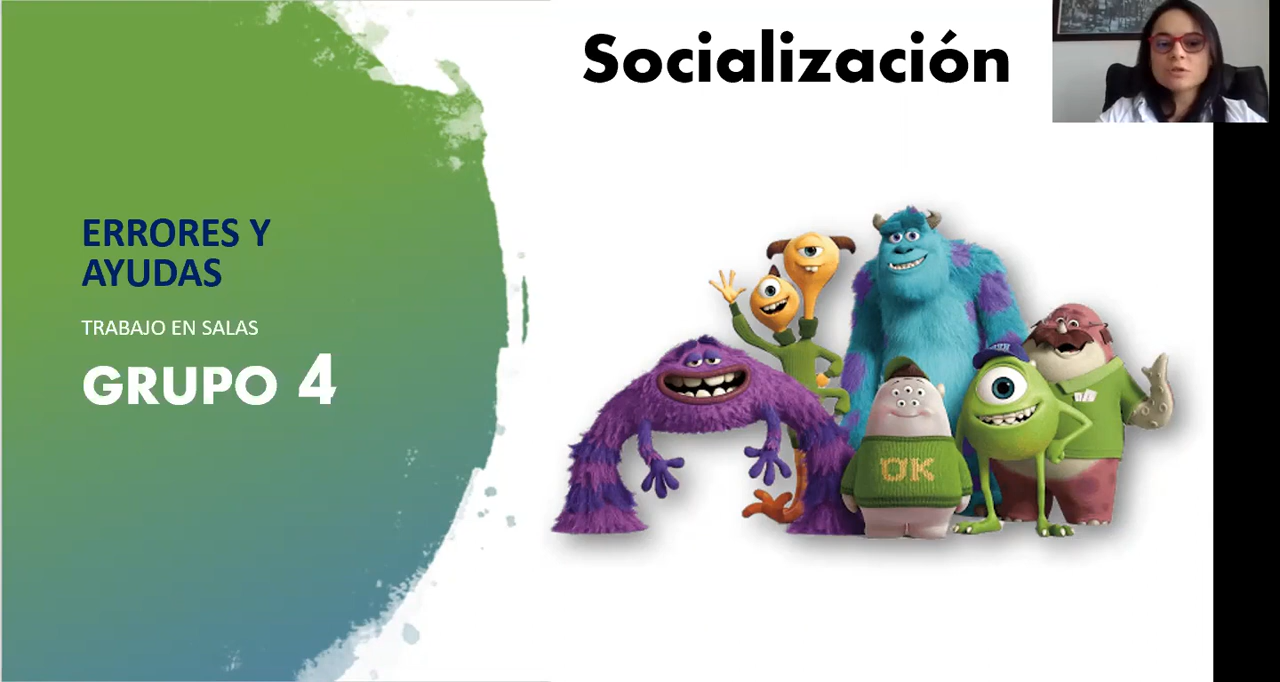 Socialización
ERRORES Y
AYUDAS
TRABAJO EN SALAS
GRUPO 4
OK